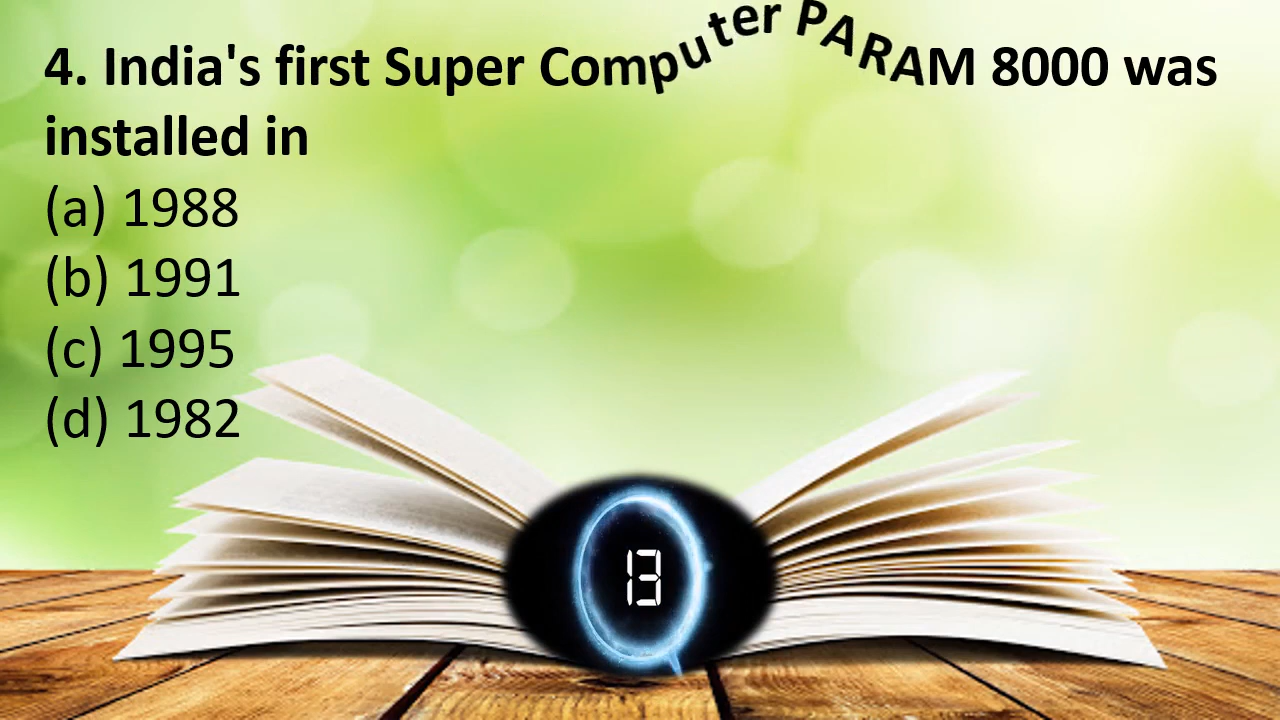 4. India's first Super Computer PARAM 8000 was
installed in
(a) 1988
(b) 1991
(c) 1995
(d) 1982
13